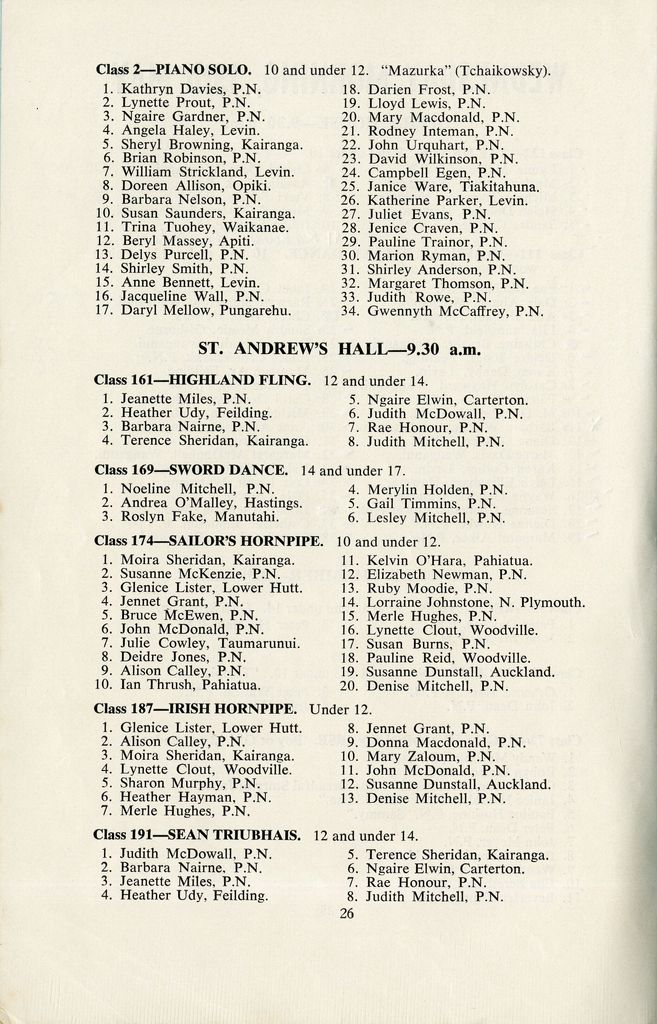 Class 2—PIANO SOLO. 10 and under 12. "Mazurka" (Tchaikowsky).
1. Kathryn Davies, P.N.
2. Lynette Prout, P.N.
3. Ngaire Gardner, P.N.
4. Angela Haley, Levin.
5. Sheryl Browning, Kairanga.
6. Brian Robinson, P.N.
7. William Strickland, Levin.
8. Doreen Allison, Opiki.
9. Barbara Nelson, P.N.
10. Susan Saunders, Kairanga.
11. Trina Tuohey, Waikanae.
12. Beryl Massey, Apiti.
13. Delys Purcell, P.N.
14. Shirley Smith, P.N.
15. Anne Bennett, Levin.
16. Jacqueline Wall, P.N.
17. Daryl Mellow, Pungarehu.
18. Darien Frost, P.N.
19. Lloyd Lewis, P.N.
20. Mary Macdonald, P.N.
21. Rodney Inteman, P.N.
22. John Urquhart, P.N.
23. David Wilkinson, P.N.
24. Campbell Egen, P.N.
25. Janice Ware, Tiakitahuna.
26. Katherine Parker, Levin.
27. Juliet Evans, P.N.
28. Jenice Craven, P.N.
29. Pauline Trainor, P.N.
30. Marion Ryman, P.N.
31. Shirley Anderson, P.N.
32. Margaret Thomson, P.N.
33. Judith Rowe, P.N.
34. Gwennyth McCaffrey, P.N.
ST. ANDREW'S HALL—9.30 a.m.
Class 161—HIGHLAND FLING. 12 and under 14.
1. Jeanette Miles, P.N.
2. Heather Udy, Feilding.
3. Barbara Nairne, P.N.
4. Terence Sheridan, Kairanga.
5. Ngaire Elwin, Carterton.
6. Judith McDowall, P.N.
7. Rae Honour, P.N.
8. Judith Mitchell, P.N.
Class 169—SWORD DANCE. 14 and under 17.
1. Noeline Mitchell, P.N.
2. Andrea O'Malley, Hastings.
3. Roslyn Fake, Manutahi.
4. Merylin Holden, P.N.
5. Gail Timmins, P.N.
6. Lesley Mitchell, P.N.
Class 174—SAILOR'S HORNPIPE. 10 and under 12.
1. Moira Sheridan, Kairanga.
2. Susanne McKenzie, P.N.
3. Glenice Lister, Lower Hutt.
4. Jennet Grant, P.N.
5. Bruce McEwen, P.N.
6. John McDonald, P.N.
7. Julie Cowley, Taumarunui.
8. Deidre Jones, P.N.
9. Alison Calley, P.N.
10. Ian Thrush, Pahiatua.
11. Kelvin O'Hara, Pahiatua.
12. Elizabeth Newman, P.N.
13. Ruby Moodie, P.N.
14. Lorraine Johnstone, N. Plymouth.
15. Merle Hughes, P.N.
16. Lynette Clout, Woodville.
17. Susan Burns, P.N.
18. Pauline Reid, Woodville.
19. Susanne Dunstall, Auckland.
20. Denise Mitchell, P.N.
Class 187—IRISH HORNPIPE. Under 12.
1. Glenice Lister, Lower Hutt.
2. Alison Calley, P.N.
3. Moira Sheridan, Kairanga.
4. Lynette Clout, Woodville.
5. Sharon Murphy, P.N.
6. Heather Hayman, P.N.
7. Merle Hughes, P.N.
8. Jennet Grant, P.N.
9. Donna Macdonald, P.N.
10. Mary Zaloum, P.N.
11. John McDonald, P.N.
12. Susanne Dunstall, Auckland.
13. Denise Mitchell, P.N.
Class 191—SEAN TRIUBHAIS. 12 and under 14.
1. Judith McDowall, P.N.
2. Barbara Nairne, P.N.
3. Jeanette Miles, P.N.
4. Heather Udy, Feilding.
5. Terence Sheridan, Kairanga.
6. Ngaire Elwin, Carterton.
7. Rae Honour, P.N.
8. Judith Mitchell, P.N.
26